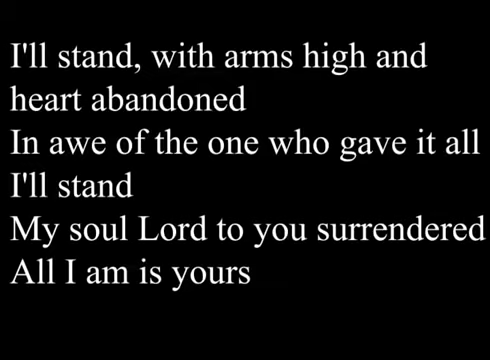 I'll stand, with arms high and
heart abandoned
In awe of the one who gave it all
I'll stand
My soul Lord to you surrendered
All I am is yours